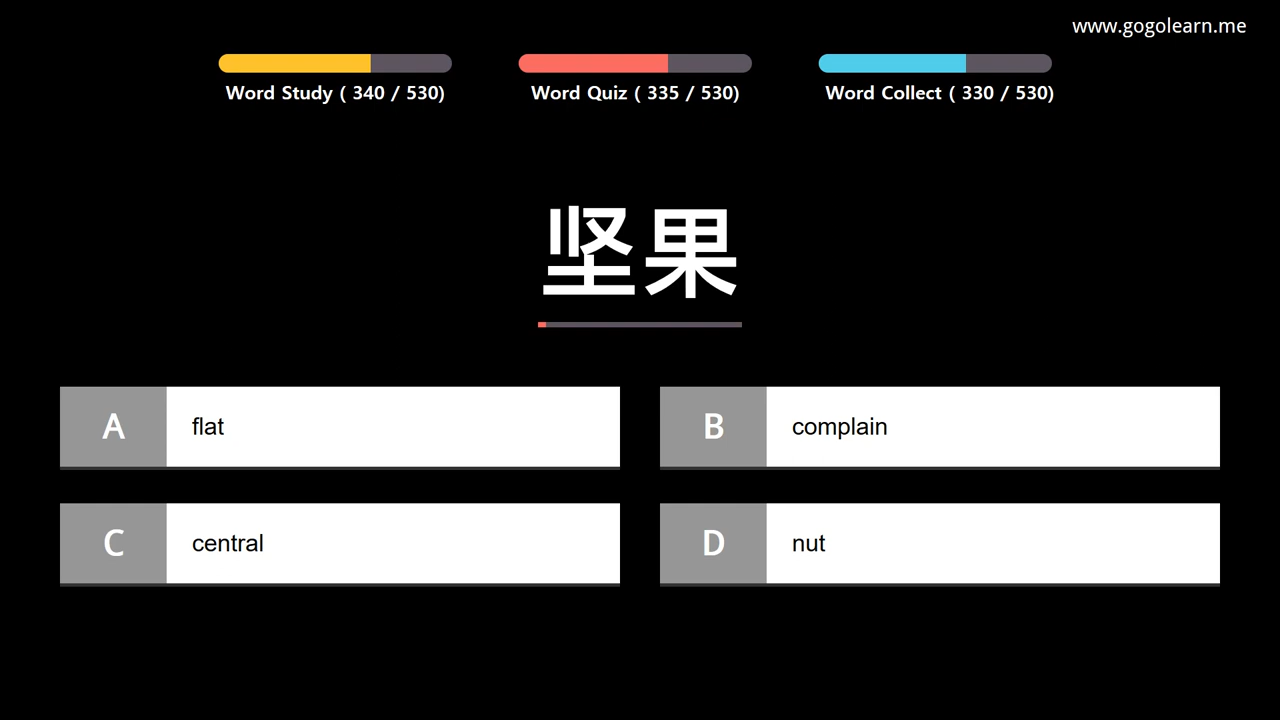 www.gogolearn.me
Word Study ( 340 / 530)
Word Quiz ( 335 / 530)
Word Collect ( 330 / 530)
坚果
A flat
B complain
C central
D nut